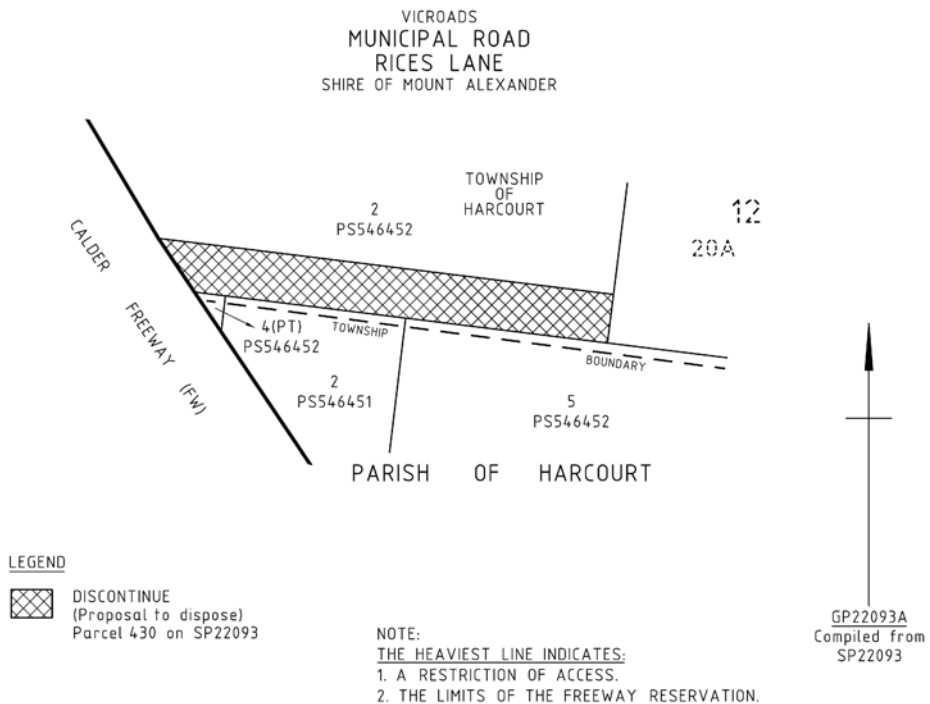 VICROADS
MUNICIPAL ROAD
RICES LANE
SHIRE OF MOUNT ALEXANDER
TOWNSHIP
OF
HARCOURT
2
PS546452
12
20A
CALDER FREEWAY (FW)
4(PT)
PS546452
TOWNSHIP BOUNDARY
2
PS546451
5
PS546452
PARISH OF HARCOURT
LEGEND
DISCONTINUE
(Proposal to dispose)
Parcel 430 on SP22093
NOTE:
THE HEAVIEST LINE INDICATES:
1. A RESTRICTION OF ACCESS.
2. THE LIMITS OF THE FREEWAY RESERVATION.
GP22093A
Compiled from
SP22093